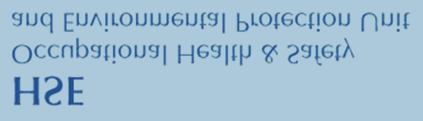 HSE
Occupational Health & Safety
and Environmental Protection Unit